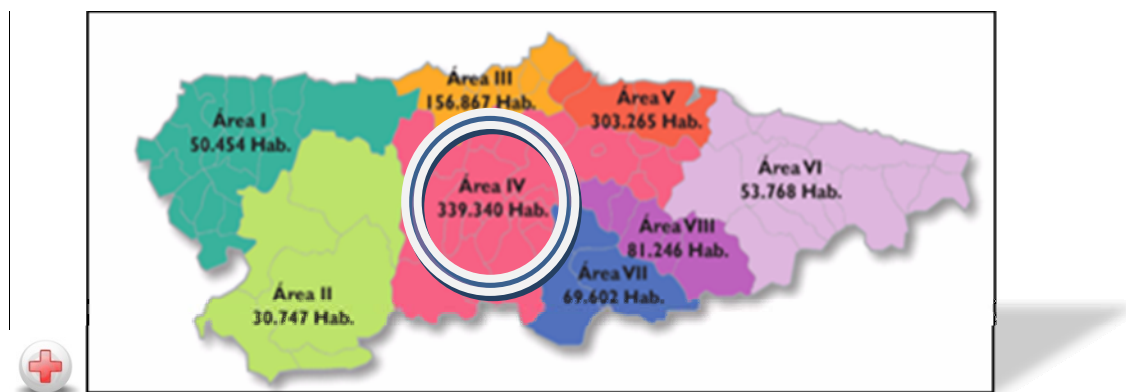 Área III
156.867 Hab.
Área V
303.265 Hab.
Área I
50.454 Hab.
Área VI
53.768 Hab.
Área IV
339.340 Hab.
Área VIII
81.246 Hab.
Área VII
69.602 Hab.
Área II
30.747 Hab.